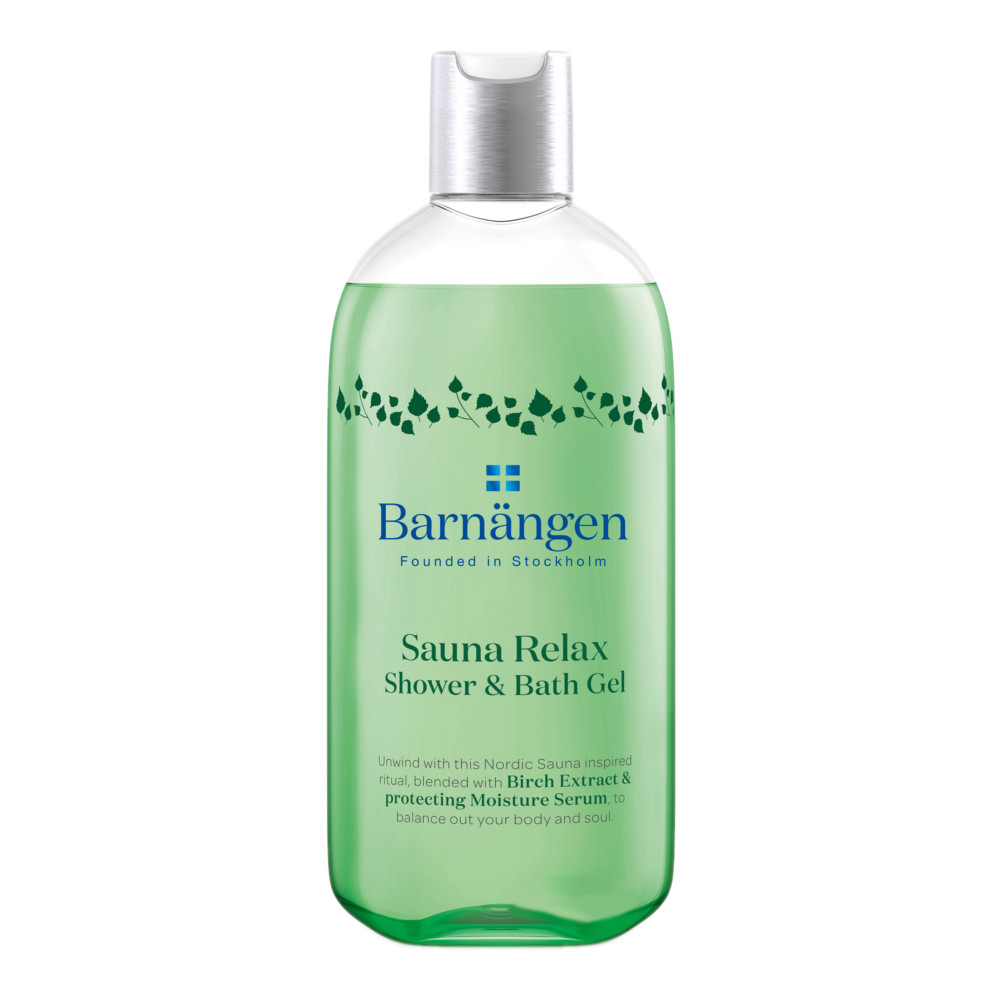 Barnängen
Founded in Stockholm
Sauna Relax
Shower & Bath Gel
Unwind with this Nordic Sauna inspired
ritual, blended with Birch Extract &
protecting Moisture Serum, to
balance out your body and soul.